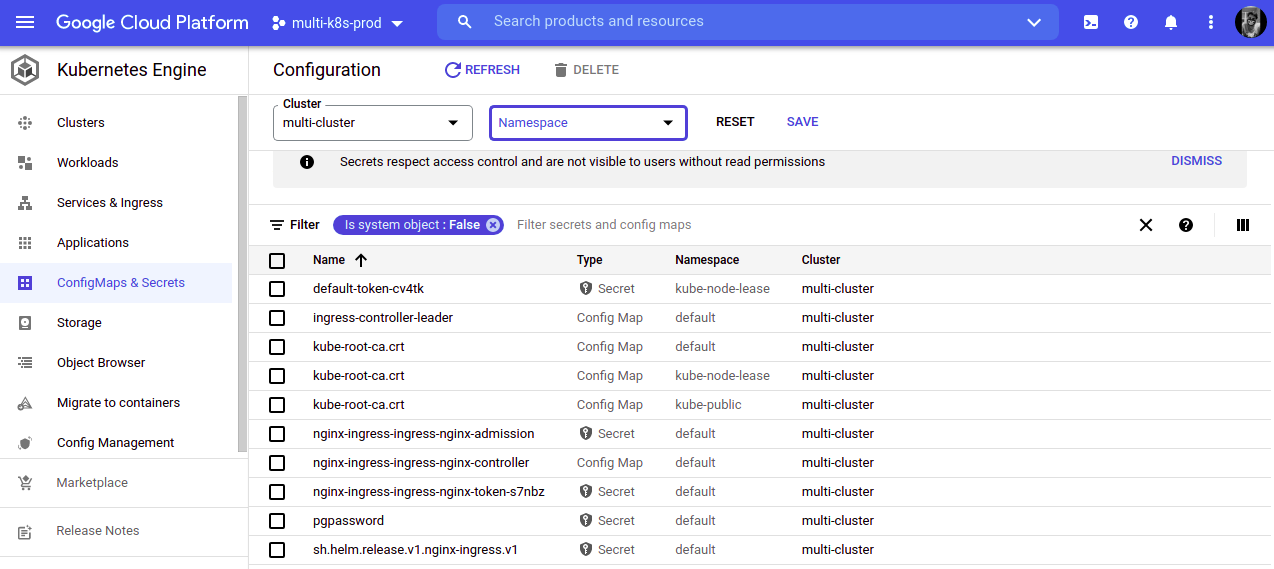 Google Cloud Platform multi-k8s-prod Search products and resources
Kubernetes Engine
Clusters
Workloads
Services & Ingress
Applications
ConfigMaps & Secrets
Storage
Object Browser
Migrate to containers
Config Management
Marketplace
Release Notes
Configuration REFRESH DELETE
Cluster
multi-cluster Namespace RESET SAVE
Secrets respect access control and are not visible to users without read permissions DISMISS
Filter Is system object : False Filter secrets and config maps
Name Type Namespace Cluster
default-token-cv4tk Secret kube-node-lease multi-cluster
ingress-controller-leader Config Map default multi-cluster
kube-root-ca.crt Config Map default multi-cluster
kube-root-ca.crt Config Map kube-node-lease multi-cluster
kube-root-ca.crt Config Map kube-public multi-cluster
nginx-ingress-ingress-nginx-admission Secret default multi-cluster
nginx-ingress-ingress-nginx-controller Config Map default multi-cluster
nginx-ingress-ingress-nginx-token-s7nbz Secret default multi-cluster
pgpassword Secret default multi-cluster
sh.helm.release.v1.nginx-ingress.v1 Secret default multi-cluster